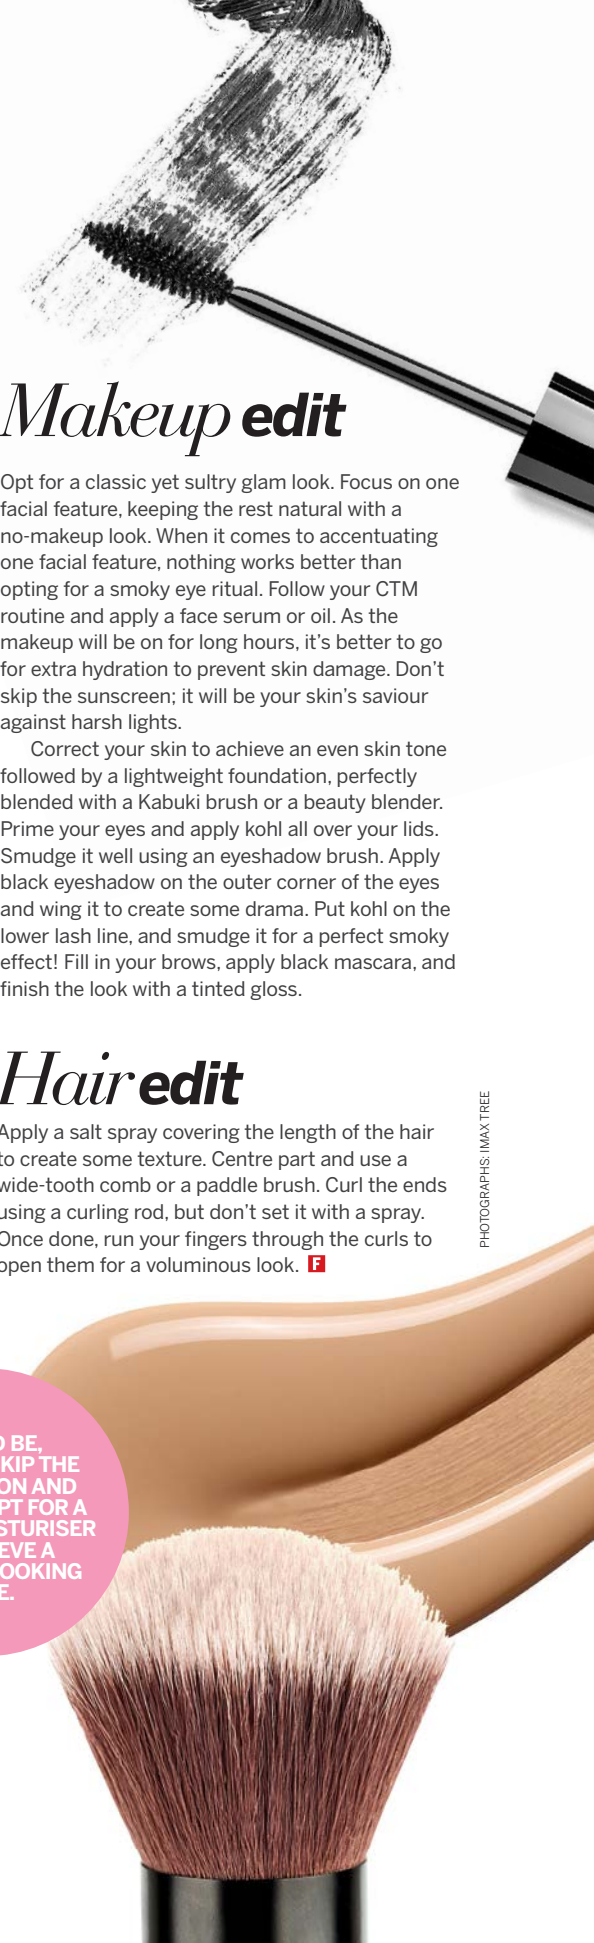 Makeup edit
Opt for a classic yet sultry glam look. Focus on one
facial feature, keeping the rest natural with a
no-makeup look. When it comes to accentuating
one facial feature, nothing works better than
opting for a smoky eye ritual. Follow your CTM
routine and apply a face serum or oil. As the
makeup will be on for long hours, it’s better to go
for extra hydration to prevent skin damage. Don’t
skip the sunscreen; it will be your skin’s saviour
against harsh lights.
Correct your skin to achieve an even skin tone
followed by a lightweight foundation, perfectly
blended with a Kabuki brush or a beauty blender.
Prime your eyes and apply kohl all over your lids.
Smudge it well using an eyeshadow brush. Apply
black eyeshadow on the outer corner of the eyes
and wing it to create some drama. Put kohl on the
lower lash line, and smudge it for a perfect smoky
effect! Fill in your brows, apply black mascara, and
finish the look with a tinted gloss.
Hair edit
Apply a salt spray covering the length of the hair
to create some texture. Centre part and use a
wide-tooth comb or a paddle brush. Curl the ends
using a curling rod, but don’t set it with a spray.
Once done, run your fingers through the curls to
open them for a voluminous look. F
PHOTOGRAPHS: IMAX TREE
BE,
KIP THE
ON AND
PT FOR A
STURISER
EVE A
OOKING
E.